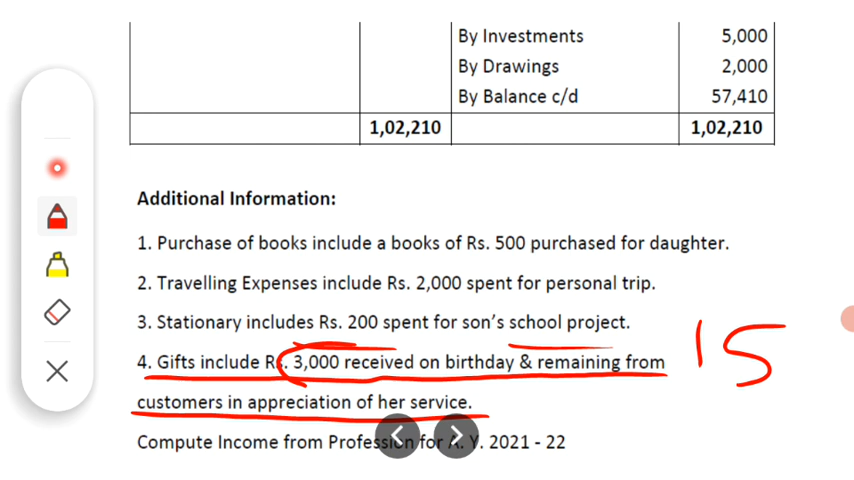 By Investments 5,000
By Drawings 2,000
By Balance c/d 57,410
1,02,210 1,02,210
Additional Information:
1. Purchase of books include a books of Rs. 500 purchased for daughter.
2. Travelling Expenses include Rs. 2,000 spent for personal trip.
3. Stationary includes Rs. 200 spent for son's school project.
4. Gifts include Rs. 3,000 received on birthday & remaining from
customers in appreciation of her service.
15
Compute Income from Profession for A. Y. 2021 - 22